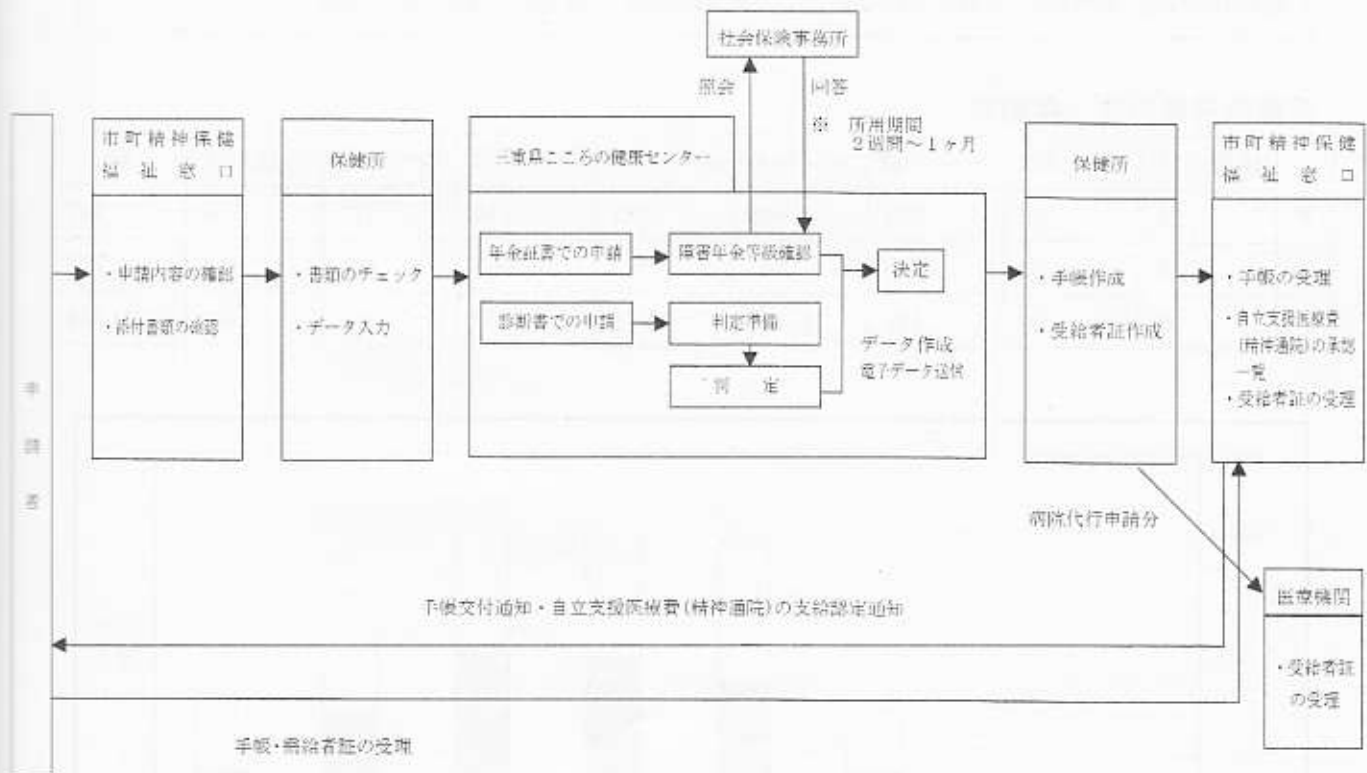 社会保険事務所
照会
回答
※ 所用期間
2週間～1ヶ月
申請者
市町精神保健
福祉窓口
・申請内容の確認
・添付書類の確認
保健所
・書類のチェック
・データ入力
三重県こころの健康センター
年金証書での申請
障害年金等級確認
診断書での申請
判定準備
判定
決定
データ作成
電子データ送付
保健所
・手帳作成
・受給者証作成
市町精神保健
福祉窓口
・手帳の受理
・自立支援医療費
(精神通院)の承認
一覧
・受給者証の受理
病院代行申請分
医療機関
・受給者証
の受理
手帳交付通知・自立支援医療費(精神通院)の支給認定通知
手帳・受給者証の受理